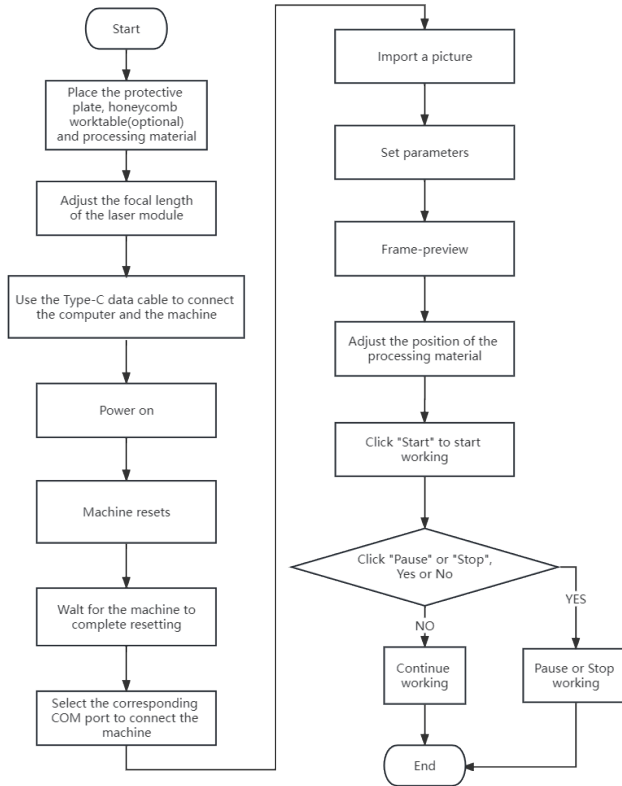 Start
Place the protective
plate, honeycomb
worktable(optional)
and processing material
Adjust the focal length
of the laser module
Use the Type-C data cable to connect
the computer and the machine
Power on
Machine resets
Walt for the machine to
complete resetting
Select the corresponding
COM port to connect the
machine
Import a picture
Set parameters
Frame-preview
Adjust the position of the
processing material
Click "Start" to start
working
Click "Pause" or "Stop",
Yes or No
YES
NO
Continue
working
Pause or Stop
working
End